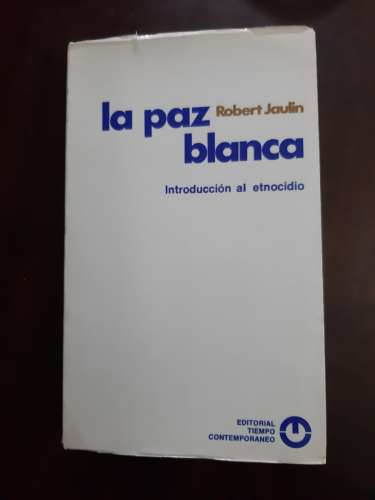 la paz Robert Jaulin
blanca
Introducción al etnocidio
EDITORIAL
TIEMPO
CONTEMPORANEO